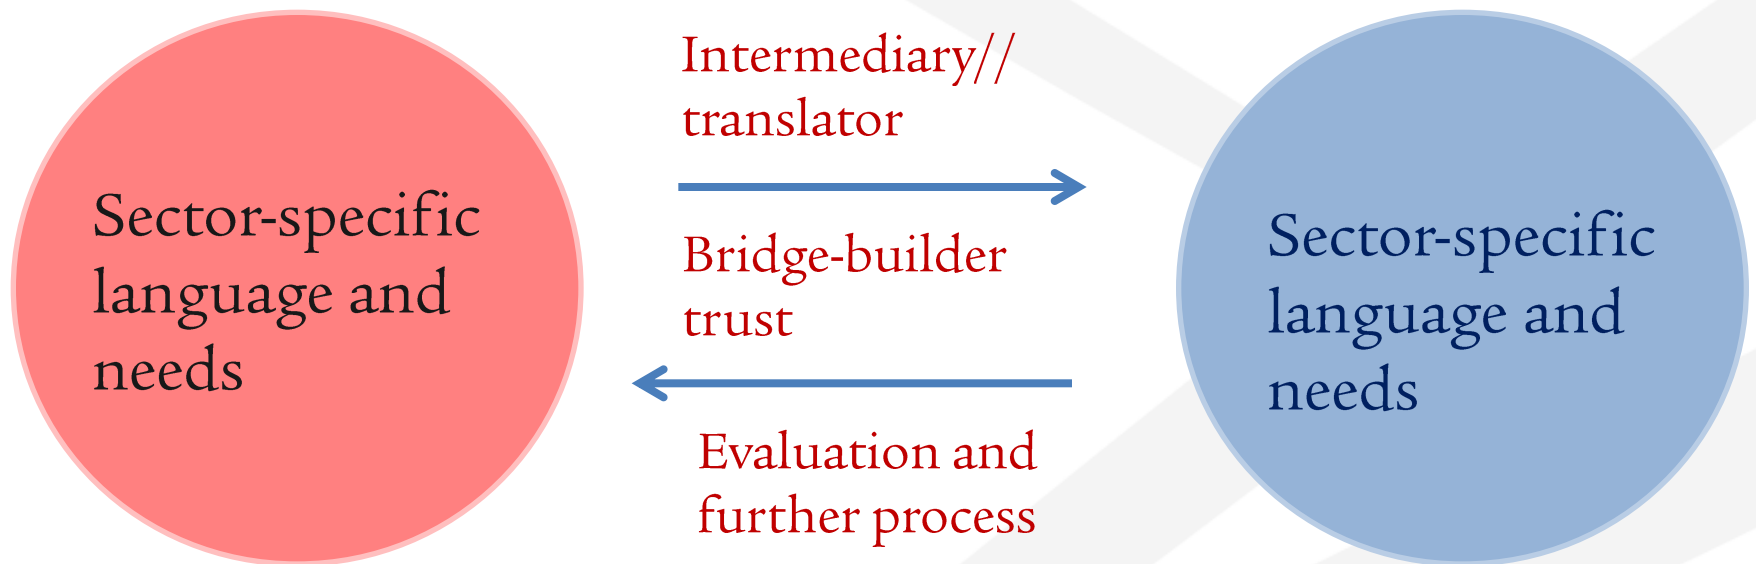 Sector-specific
language and
needs
Intermediary//
translator
Bridge-builder
trust
Evaluation and
further process
Sector-specific
language and
needs